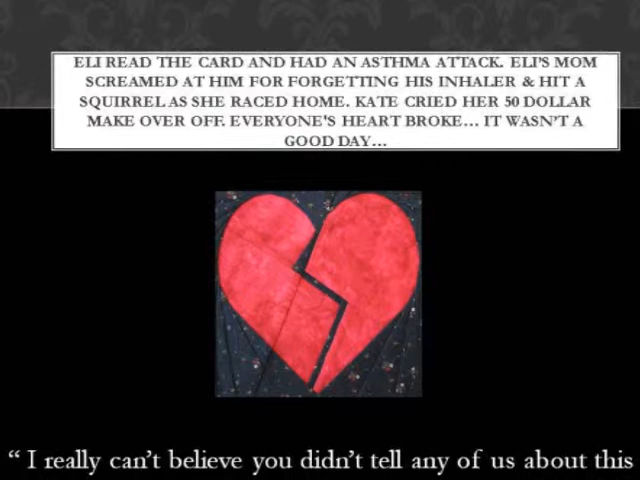 ELI READ THE CARD AND HAD AN ASTHMA ATTACK. ELI'S MOM
SCREAMED AT HIM FOR FORGETTING HIS INHALER & HIT A
SQUIRREL AS SHE RACED HOME. KATE CRIED HER 50 DOLLAR
MAKE OVER OFF. EVERYONE'S HEART BROKE... IT WASN'T A
GOOD DAY...
“ I really can't believe you didn't tell any of us about this